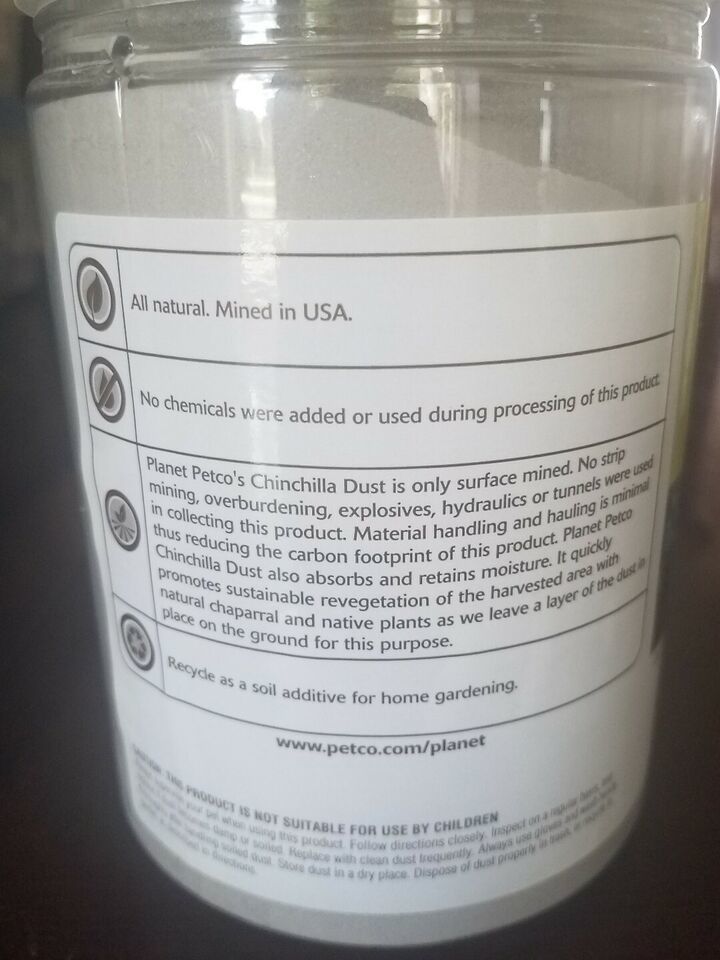 All natural. Mined in USA.
No chemicals were added or used during processing of this product.
Planet Petco's Chinchilla Dust is only surface mined. No strip
mining, overburdening, explosives, hydraulics or tunnels were used
in collecting this product. Material handling and hauling is minimal
thus reducing the carbon footprint of this product. Planet Petco
Chinchilla Dust also absorbs and retains moisture. It quickly
promotes sustainable revegetation of the harvested area with
natural chaparral and native plants as we leave a layer of the dust in
place on the ground for this purpose.
Recycle as a soil additive for home gardening.
www.petco.com/planet
CAUTION: THIS PRODUCT IS NOT SUITABLE FOR USE BY CHILDREN
your pet when using this product. Follow directions closely. Inspect on a regular basis, and
damp or soiled. Replace with clean dust frequently. Always use gloves and wash
handling soiled dust. Store dust in a dry place. Dispose of dust properly in trash, or recycle
directions.